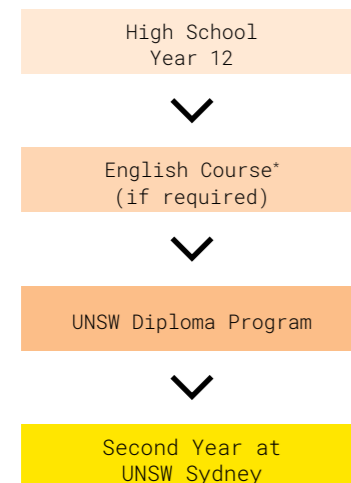 High School
Year 12
English Course*
(if required)
UNSW Diploma Program
Second Year at
UNSW Sydney